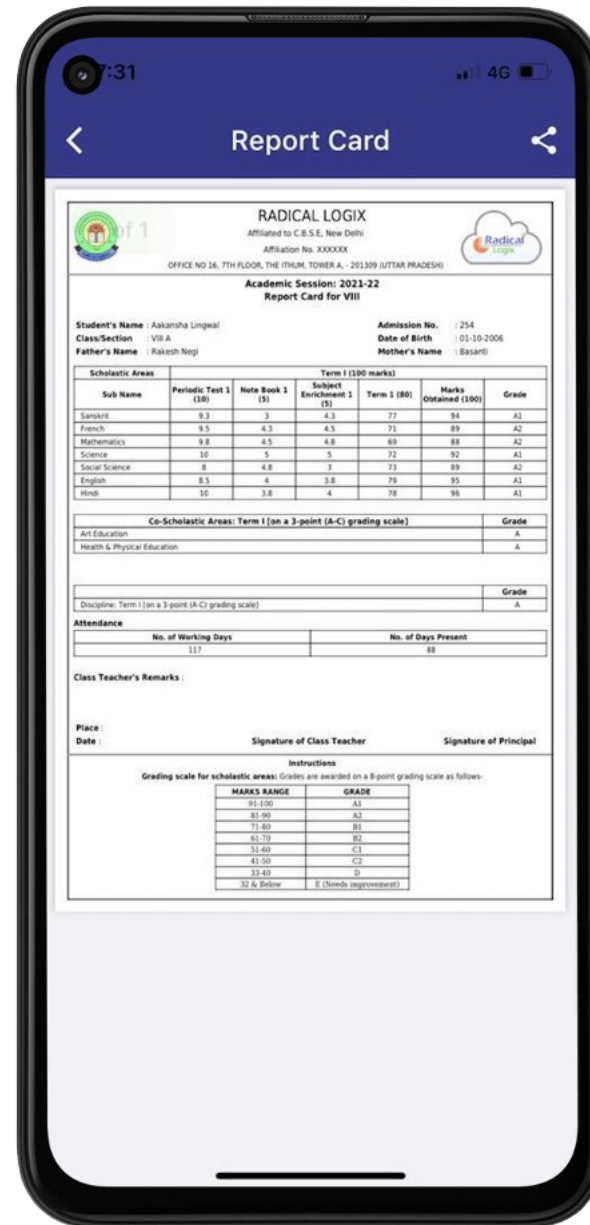 7:31
4G
Report Card
of 1
RADICAL LOGIX
Affiliated to C.B.S.E, New Delhi
Affiliation No. XXXXXX
OFFICE NO 16, 7TH FLOOR, THE ITHUM, TOWER A, - 201309 (UTTAR PRADESH)
Radical
Logix
Academic Session: 2021-22
Report Card for VIII
Student's Name : Aakansha Lingwal Admission No. : 254
Class/Section : VIII A Date of Birth : 01-10-2006
Father's Name : Rakesh Negi Mother's Name : Basanti
Scholastic Areas Term I (100 marks)
Sub Name Periodic Test 1 (10) Note Book 1 (5) Subject Enrichment 1 (5) Term 1 (80) Marks Obtained (100) Grade
Sanskrit 9.3 3 4.3 77 94 A1
French 9.5 4.3 4.5 71 89 A2
Mathematics 9.8 4.5 4.8 69 88 A2
Science 10 5 5 72 92 A1
Social Science 8 4.8 3 73 89 A2
English 8.5 4 3.8 79 95 A1
Hindi 10 3.8 4 78 96 A1
Co-Scholastic Areas: Term I [on a 3-point (A-C) grading scale] Grade
Art Education A
Health & Physical Education A
Grade
Discipline: Term I [on a 3-point (A-C) grading scale] A
Attendance
No. of Working Days No. of Days Present
117 88
Class Teacher's Remarks :
Place :
Date : Signature of Class Teacher Signature of Principal
Instructions
Grading scale for scholastic areas: Grades are awarded on a 8-point grading scale as follows-
MARKS RANGE GRADE
91-100 A1
81-90 A2
71-80 B1
61-70 B2
51-60 C1
41-50 C2
33-40 D
32 & Below E (Needs improvement)